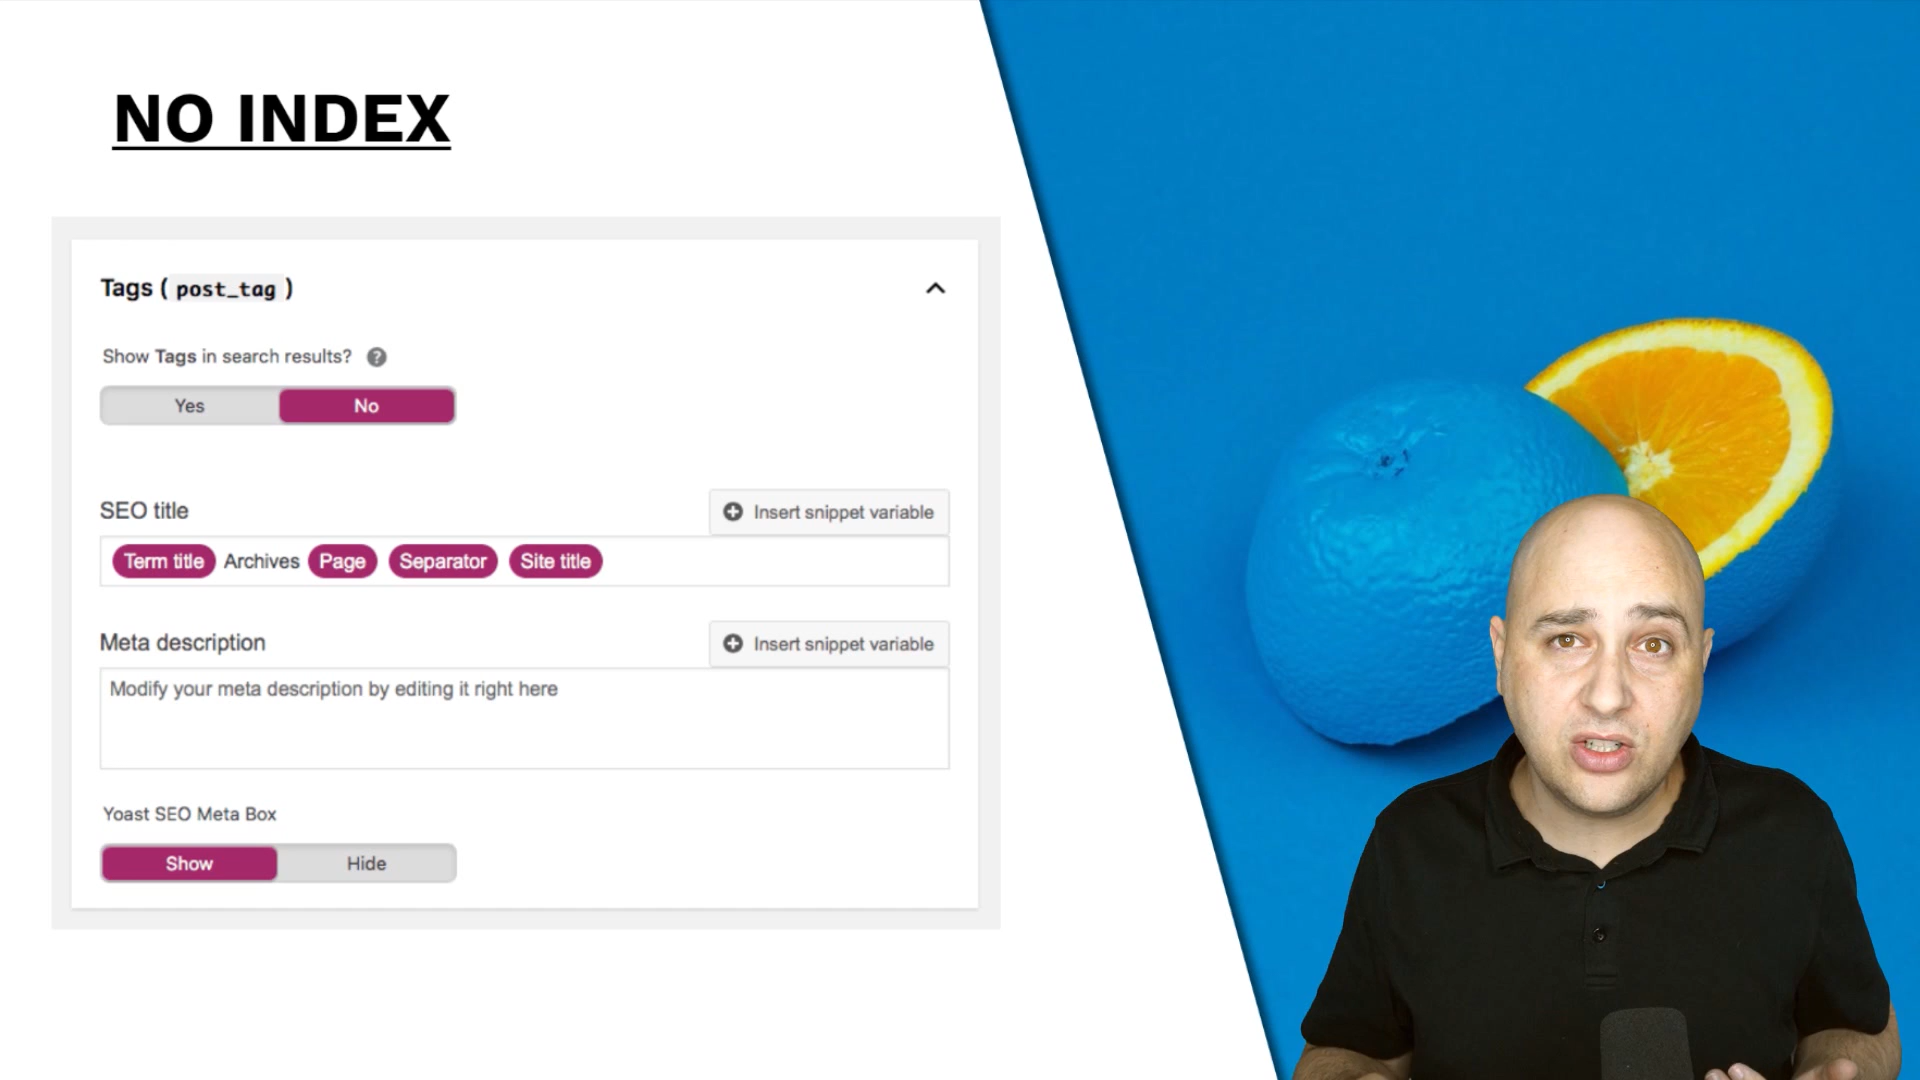 NO INDEX
Tags ( post_tag )
Show Tags in search results? ?
Yes No
SEO title
Insert snippet variable
Term title Archives Page Separator Site title
Meta description
Insert snippet variable
Modify your meta description by editing it right here
Yoast SEO Meta Box
Show Hide